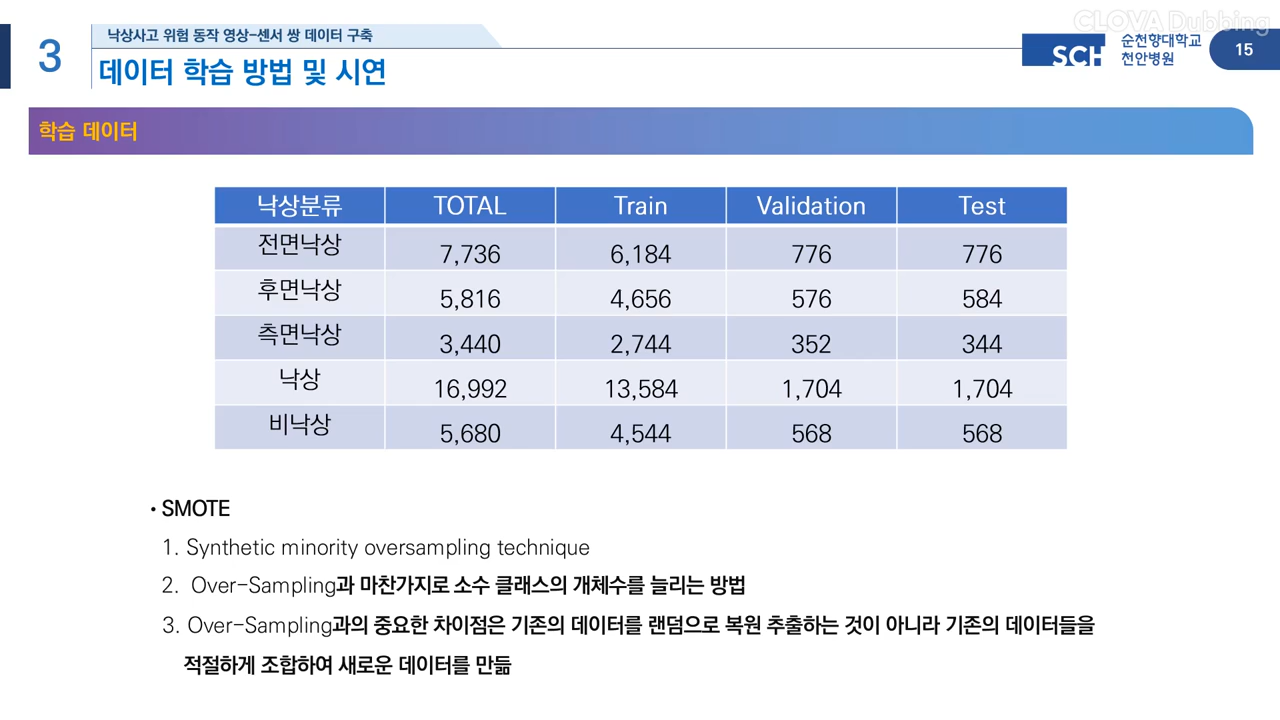 CLOVA Dubbing
3
낙상사고 위험 동작 영상-센서 쌍 데이터 구축
데이터 학습 방법 및 시연
SCH
순천향대학교
천안병원
15
학습 데이터
낙상분류 TOTAL Train Validation Test
전면낙상 7,736 6,184 776 776
후면낙상 5,816 4,656 576 584
측면낙상 3,440 2,744 352 344
낙상 16,992 13,584 1,704 1,704
비낙상 5,680 4,544 568 568
• SMOTE
1. Synthetic minority oversampling technique
2. Over-Sampling과 마찬가지로 소수 클래스의 개체수를 늘리는 방법
3. Over-Sampling과의 중요한 차이점은 기존의 데이터를 랜덤으로 복원 추출하는 것이 아니라 기존의 데이터들을
적절하게 조합하여 새로운 데이터를 만듦